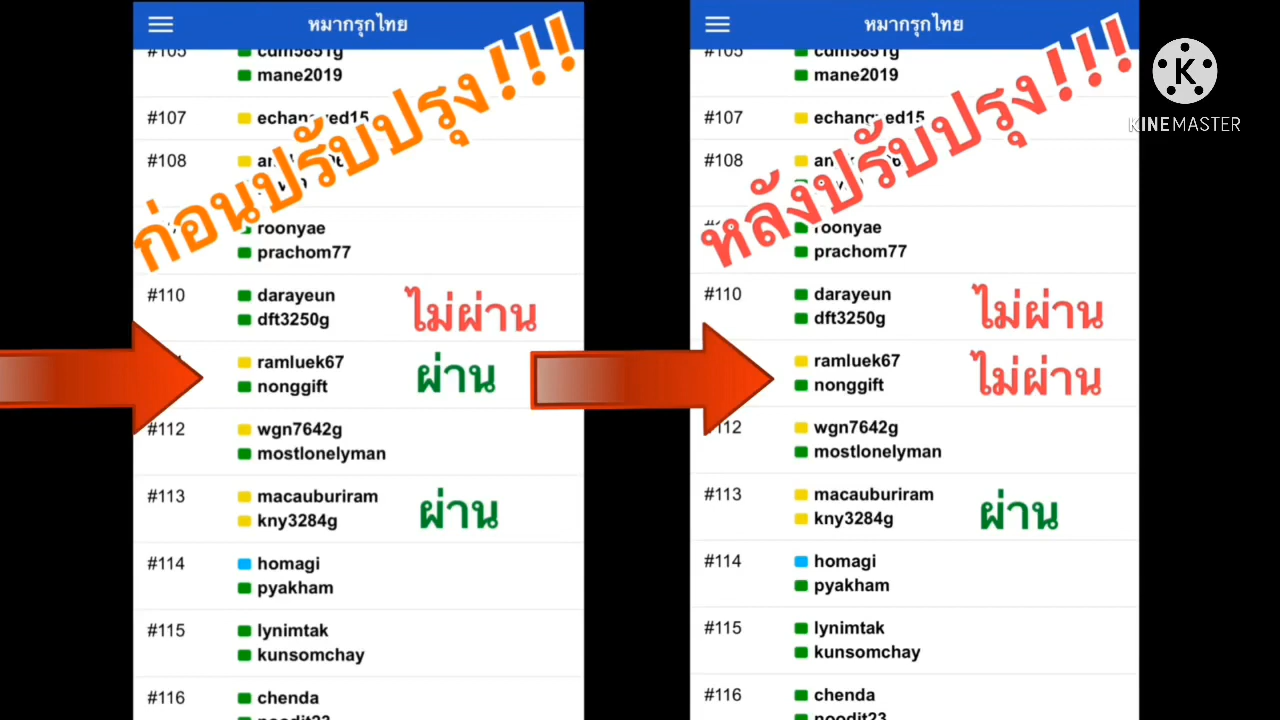 หมากรุกไทย
cdm5851g
mane2019
#107
prachom77
roonyae
#108
ก่อนปรับปรุง!!!
#110
darayeun
dft3250g
ไม่ผ่าน
ramluek67
nonggift
ผ่าน
#112
wgn7642g
mostlonelyman
#113
macauburiram
kny3284g
ผ่าน
#114
homagi
pyakham
#115
lynimtak
kunsomchay
#116
chenda
noodit23
หมากรุกไทย
cdm5851g
mane2019
#107
#108
หลังปรับปรุง!!!
roonyae
prachom77
#110
darayeun
dft3250g
ไม่ผ่าน
ramluek67
nonggift
ไม่ผ่าน
wgn7642g
mostlonelyman
#113
macauburiram
kny3284g
ผ่าน
#114
homagi
pyakham
#115
lynimtak
kunsomchay
#116
chenda
noodit23
K
KINEMASTER